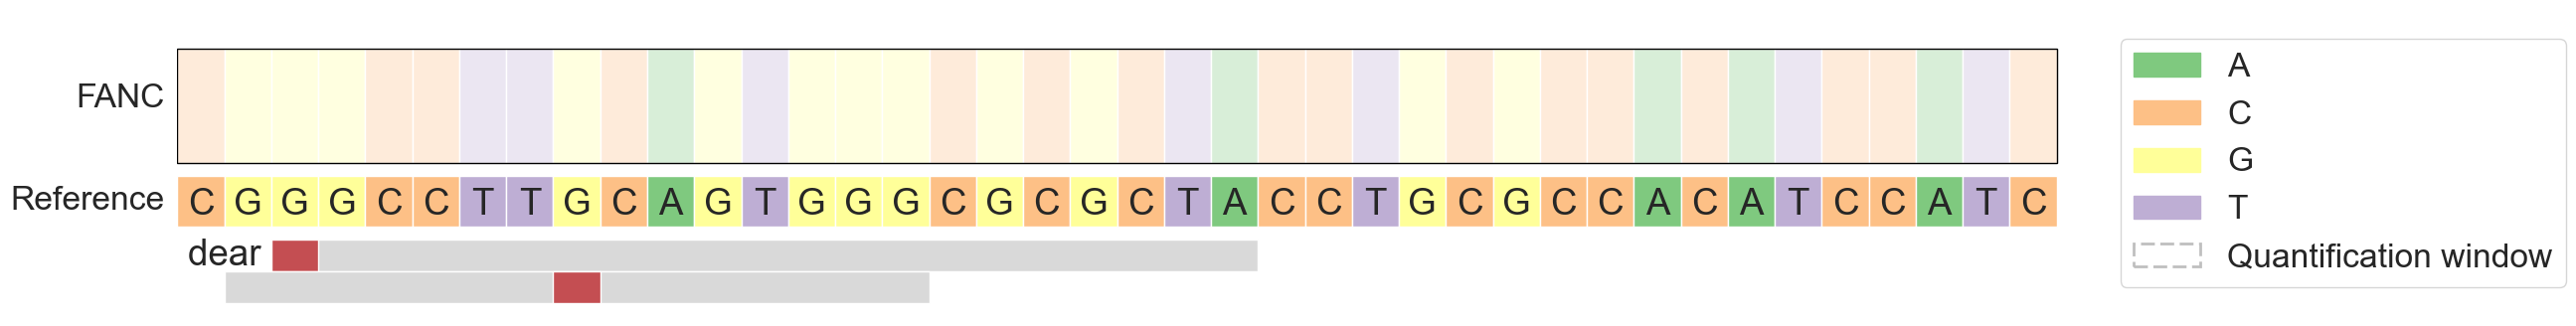 FANC
Reference C G G G C C T T G C A G T G G G C G C G C T A C C T G C G C C A C A T C C A T C
dear
A
C
G
T
Quantification window